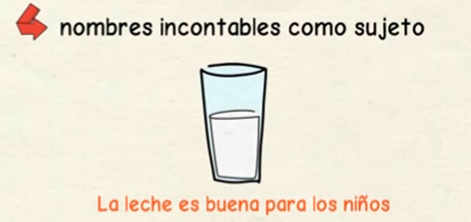 nombres incontables como sujeto
La leche es buena para los niños